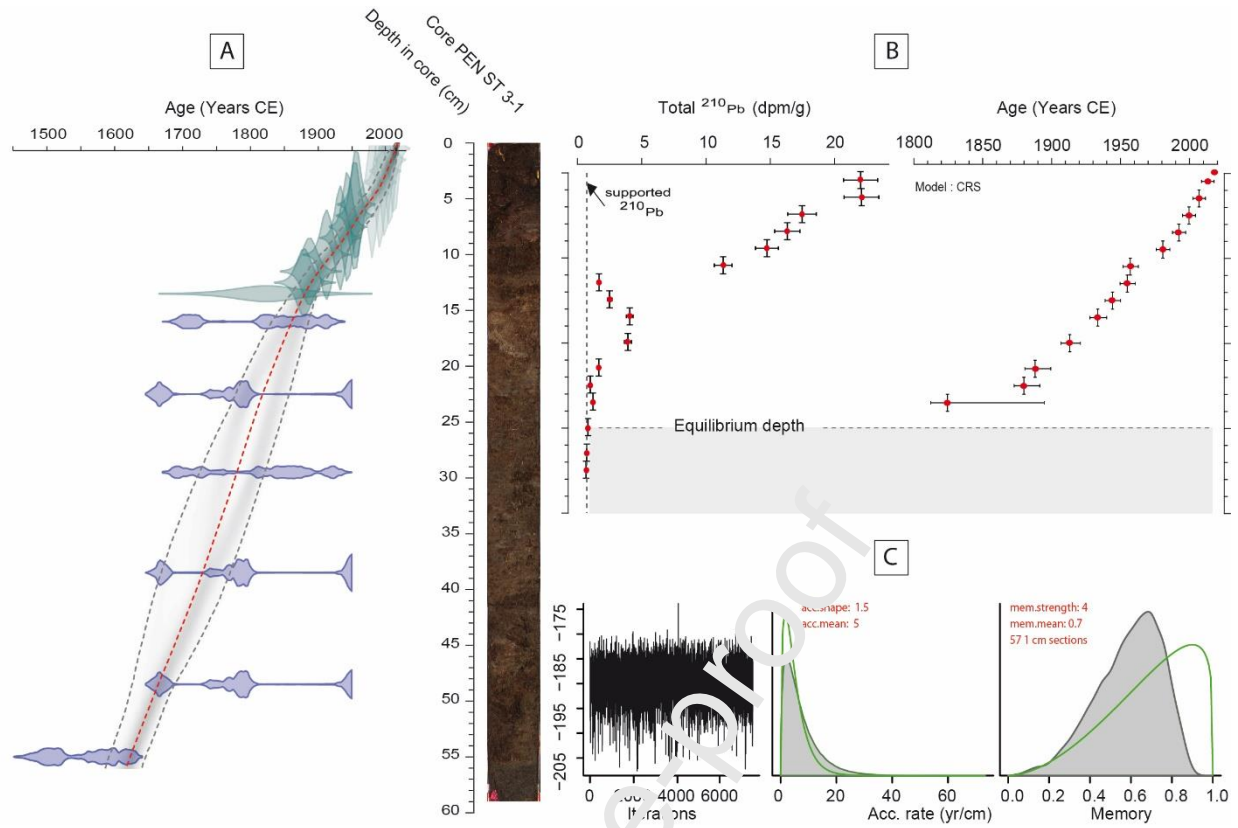 A
Age (Years CE)
1500 1600 1700 1800 1900 2000
Depth in core (cm)
Core PEN ST 3-1
0
5
10
15
20
25
30
35
40
45
50
55
60
B
Total ²¹⁰Pb (dpm/g)
0 5 10 15 20
supported
²¹⁰Pb
Age (Years CE)
1800 1850 1900 1950 2000
Model : CRS
Equilibrium depth
C
-175
-185
-195
-205
0 2000 4000 6000
Iterations
acc.shape: 1.5
acc.mean: 5
0 20 40 60
Acc. rate (yr/cm)
mem.strength: 4
mem.mean: 0.7
57 1 cm sections
0.0 0.2 0.4 0.6 0.8 1.0
Memory
e-proof